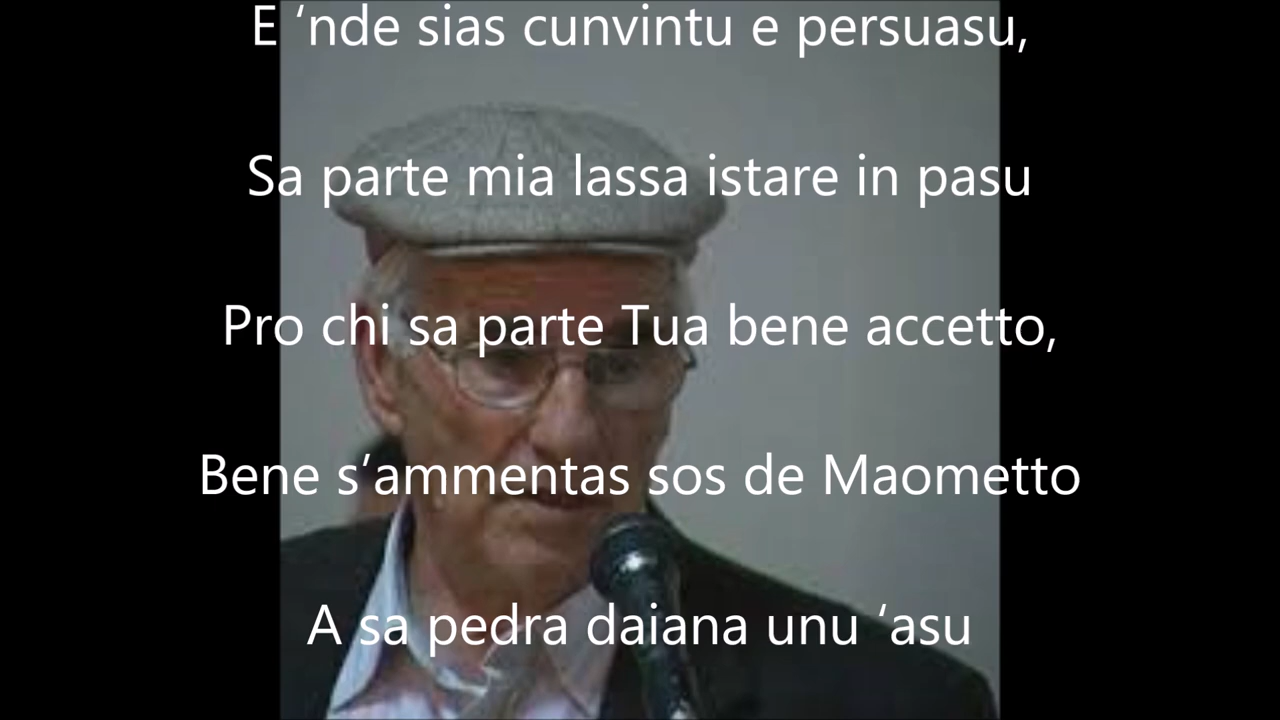 E ‘nde sias cunvintu e persuasu,
Sa parte mia lassa istare in pasu
Pro chi sa parte Tua bene accetto,
Bene s’ammentas sos de Maometto
A sa pedra daiana unu ‘asu